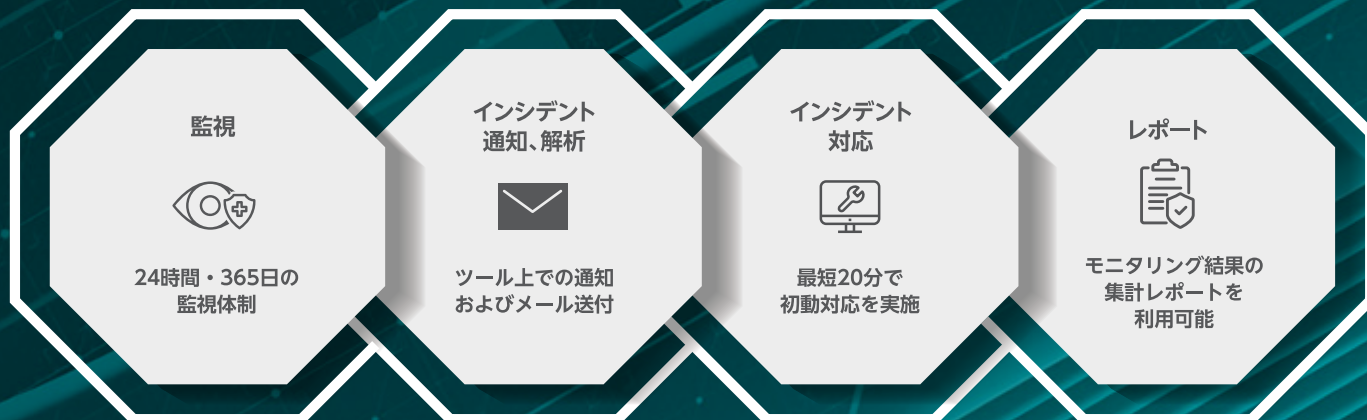 監視
24時間・365日の
監視体制
インシデント
通知、解析
ツール上での通知
およびメール送付
インシデント
対応
最短20分で
初動対応を実施
レポート
モニタリング結果の
集計レポートを
利用可能